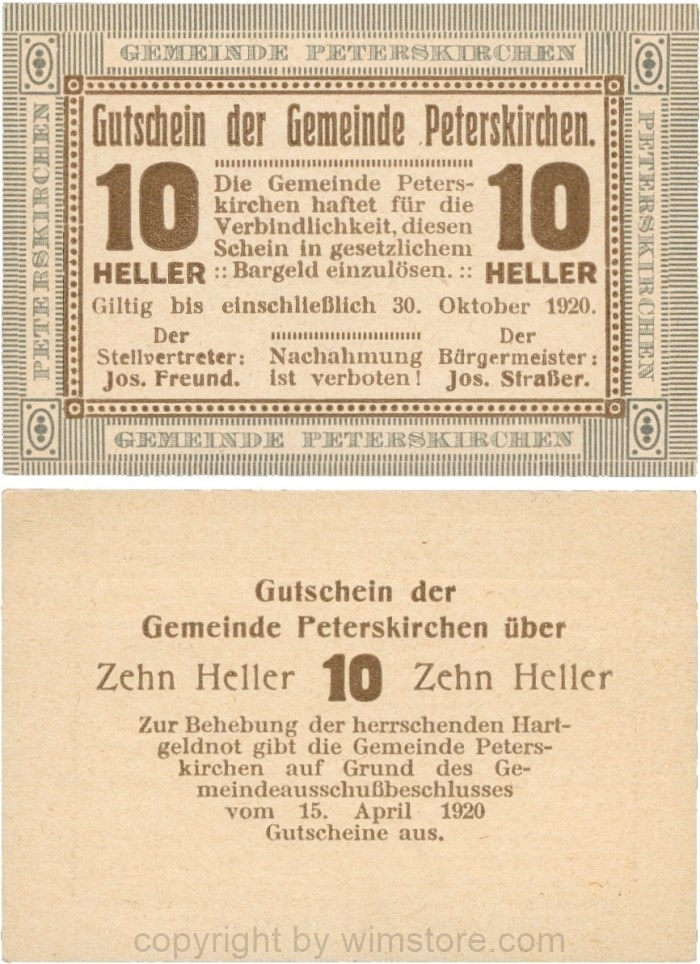 GEMEINDE PETERSKIRCHEN
PETERSKIRCHEN
PETERSKIRCHEN
Gutschein der Gemeinde Peterskirchen.
10
HELLER
Die Gemeinde Peters-
kirchen haftet für die
Verbindlichkeit, diesen
Schein in gesetzlichem
:: Bargeld einzulösen. ::
10
HELLER
Giltig bis einschließlich 30. Oktober 1920.
Der
Stellvertreter:
Jos. Freund.
Nachahmung
ist verboten!
Der
Bürgermeister:
Jos. Straßer.
GEMEINDE PETERSKIRCHEN
Gutschein der
Gemeinde Peterskirchen über
Zehn Heller 10 Zehn Heller
Zur Behebung der herrschenden Hart-
geldnot gibt die Gemeinde Peters-
kirchen auf Grund des Ge-
meindeausschußbeschlusses
vom 15. April 1920
Gutscheine aus.
copyright by wimstore.com